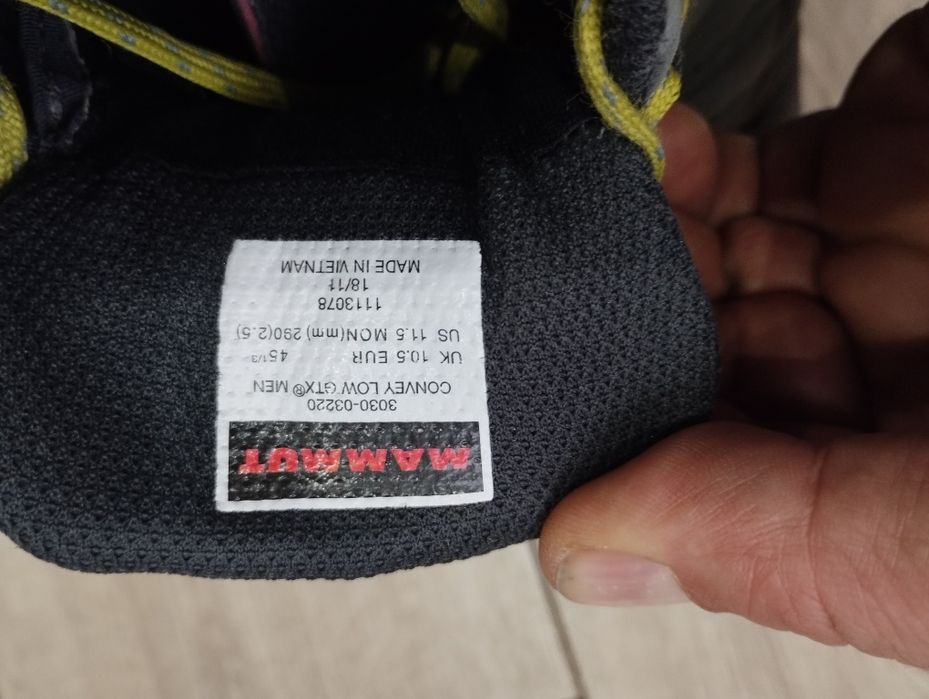 MAMMUT
3030-03220
CONVEY LOW GTX® MEN
UK 10.5 EUR 45 1/3
US 11.5 MON(mm) 290(2.5)
1113078
18/11
MADE IN VIETNAM